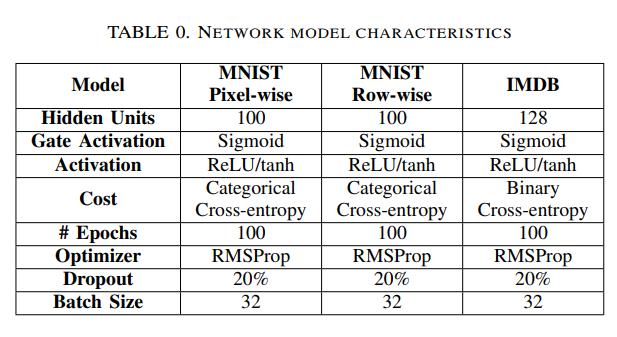 TABLE 0. NETWORK MODEL CHARACTERISTICS
Model MNIST Pixel-wise MNIST Row-wise IMDB
Hidden Units 100 100 128
Gate Activation Sigmoid Sigmoid Sigmoid
Activation ReLU/tanh ReLU/tanh ReLU/tanh
Cost Categorical Cross-entropy Categorical Cross-entropy Binary Cross-entropy
# Epochs 100 100 100
Optimizer RMSProp RMSProp RMSProp
Dropout 20% 20% 20%
Batch Size 32 32 32